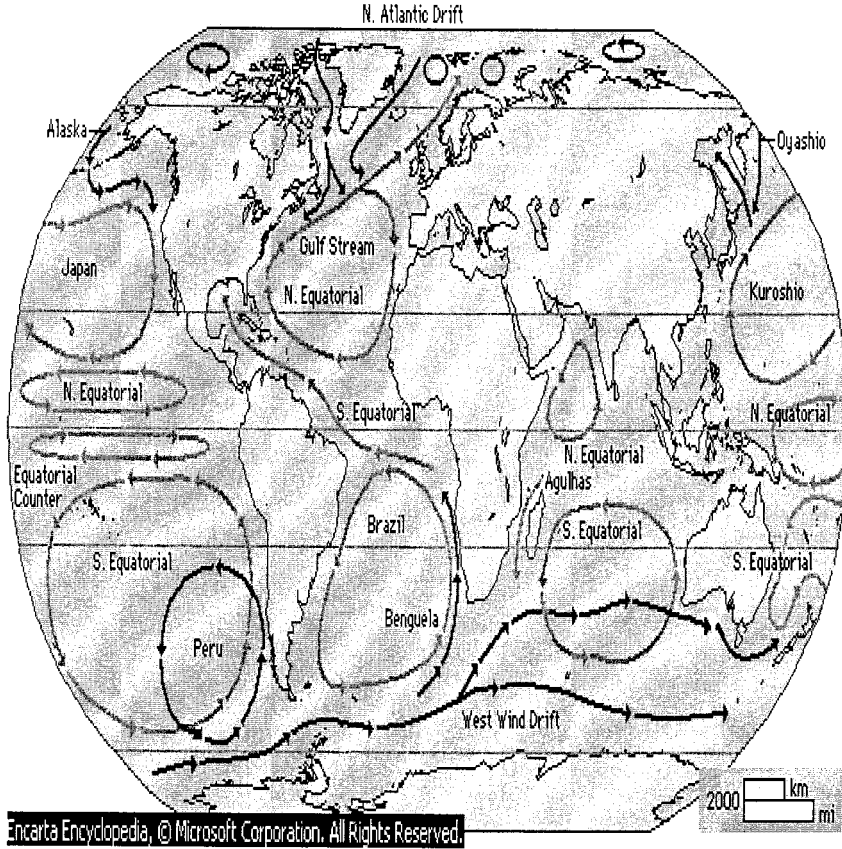 N. Atlantic Drift
Alaska
Oyashio
Gulf Stream
Japan
Kuroshio
N. Equatorial
N. Equatorial
S. Equatorial
N. Equatorial
N. Equatorial
Equatorial
Counter
Agulhas
Brazil
S. Equatorial
S. Equatorial
S. Equatorial
Benguela
Peru
West Wind Drift
km
2000
mi
Encarta Encyclopedia, © Microsoft Corporation. All Rights Reserved.